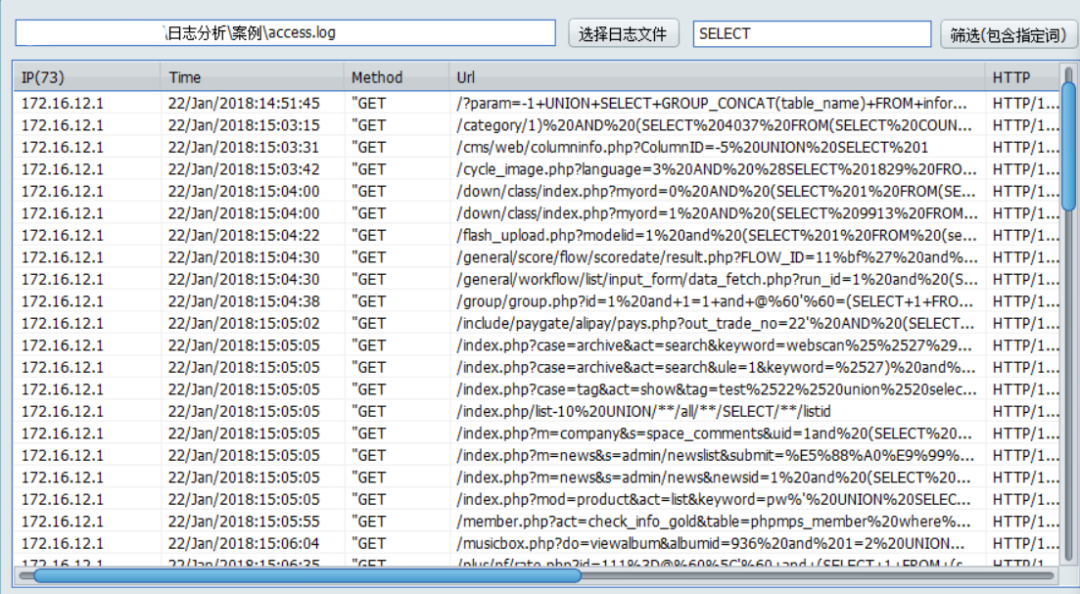 \日志分析\案例\access.log 选择日志文件 SELECT 筛选(包含指定词)
IP(73) Time Method Url HTTP
172.16.12.1 22/Jan/2018:14:51:45 "GET /?param=-1+UNION+SELECT+GROUP_CONCAT(table_name)+FROM+infor... HTTP/1...
172.16.12.1 22/Jan/2018:15:03:15 "GET /category/1)%20AND%20(SELECT%204037%20FROM(SELECT%20COUN... HTTP/1...
172.16.12.1 22/Jan/2018:15:03:31 "GET /cms/web/columninfo.php?ColumnID=-5%20UNION%20SELECT%201 HTTP/1...
172.16.12.1 22/Jan/2018:15:03:42 "GET /cycle_image.php?language=3%20AND%20%28SELECT%201829%20FRO... HTTP/1...
172.16.12.1 22/Jan/2018:15:04:00 "GET /down/class/index.php?myord=0%20AND%20(SELECT%201%20FROM(SE... HTTP/1...
172.16.12.1 22/Jan/2018:15:04:00 "GET /down/class/index.php?myord=1%20AND%20(SELECT%209913%20FROM... HTTP/1...
172.16.12.1 22/Jan/2018:15:04:22 "GET /flash_upload.php?modelid=1%20and%20(SELECT%201%20FROM%20(se... HTTP/1...
172.16.12.1 22/Jan/2018:15:04:30 "GET /general/score/flow/scoredate/result.php?FLOW_ID=11%bf%27%20and%... HTTP/1...
172.16.12.1 22/Jan/2018:15:04:30 "GET /general/workflow/list/input_form/data_fetch.php?run_id=1%20and%20(S... HTTP/1...
172.16.12.1 22/Jan/2018:15:04:38 "GET /group/group.php?id=1%20and+1=1+and+@%60'%60=(SELECT+1+FRO... HTTP/1...
172.16.12.1 22/Jan/2018:15:05:02 "GET /include/paygate/alipay/pays.php?out_trade_no=22'%20AND%20(SELECT... HTTP/1...
172.16.12.1 22/Jan/2018:15:05:05 "GET /index.php?case=archive&act=search&keyword=webscan%25%2527%29... HTTP/1...
172.16.12.1 22/Jan/2018:15:05:05 "GET /index.php?case=archive&act=search&ule=1&keyword=%2527)%20and%... HTTP/1...
172.16.12.1 22/Jan/2018:15:05:05 "GET /index.php?case=tag&act=show&tag=test%2522%2520union%2520selec... HTTP/1...
172.16.12.1 22/Jan/2018:15:05:05 "GET /index.php/list-10%20UNION/**/all/**/SELECT/**/listid HTTP/1...
172.16.12.1 22/Jan/2018:15:05:05 "GET /index.php?m=company&s=space_comments&uid=1and%20(SELECT%20... HTTP/1...
172.16.12.1 22/Jan/2018:15:05:05 "GET /index.php?m=news&s=admin/newslist&submit=%E5%88%A0%E9%99%... HTTP/1...
172.16.12.1 22/Jan/2018:15:05:05 "GET /index.php?m=news&s=admin/news&newsid=1%20and%20(SELECT%20... HTTP/1...
172.16.12.1 22/Jan/2018:15:05:05 "GET /index.php?mod=product&act=list&keyword=pw%'%20UNION%20SELEC... HTTP/1...
172.16.12.1 22/Jan/2018:15:05:55 "GET /member.php?act=check_info_gold&table=phpmps_member%20where%... HTTP/1...
172.16.12.1 22/Jan/2018:15:06:04 "GET /musicbox.php?do=viewalbum&albumid=936%20and%201=2%20UNION... HTTP/1...
172.16.12.1 22/Jan/2018:15:06:35 "GET /plus/pf/rate.php?id=111%3D@%60%5C'%60+and+(SELECT+1+FROM+(s... HTTP/1...